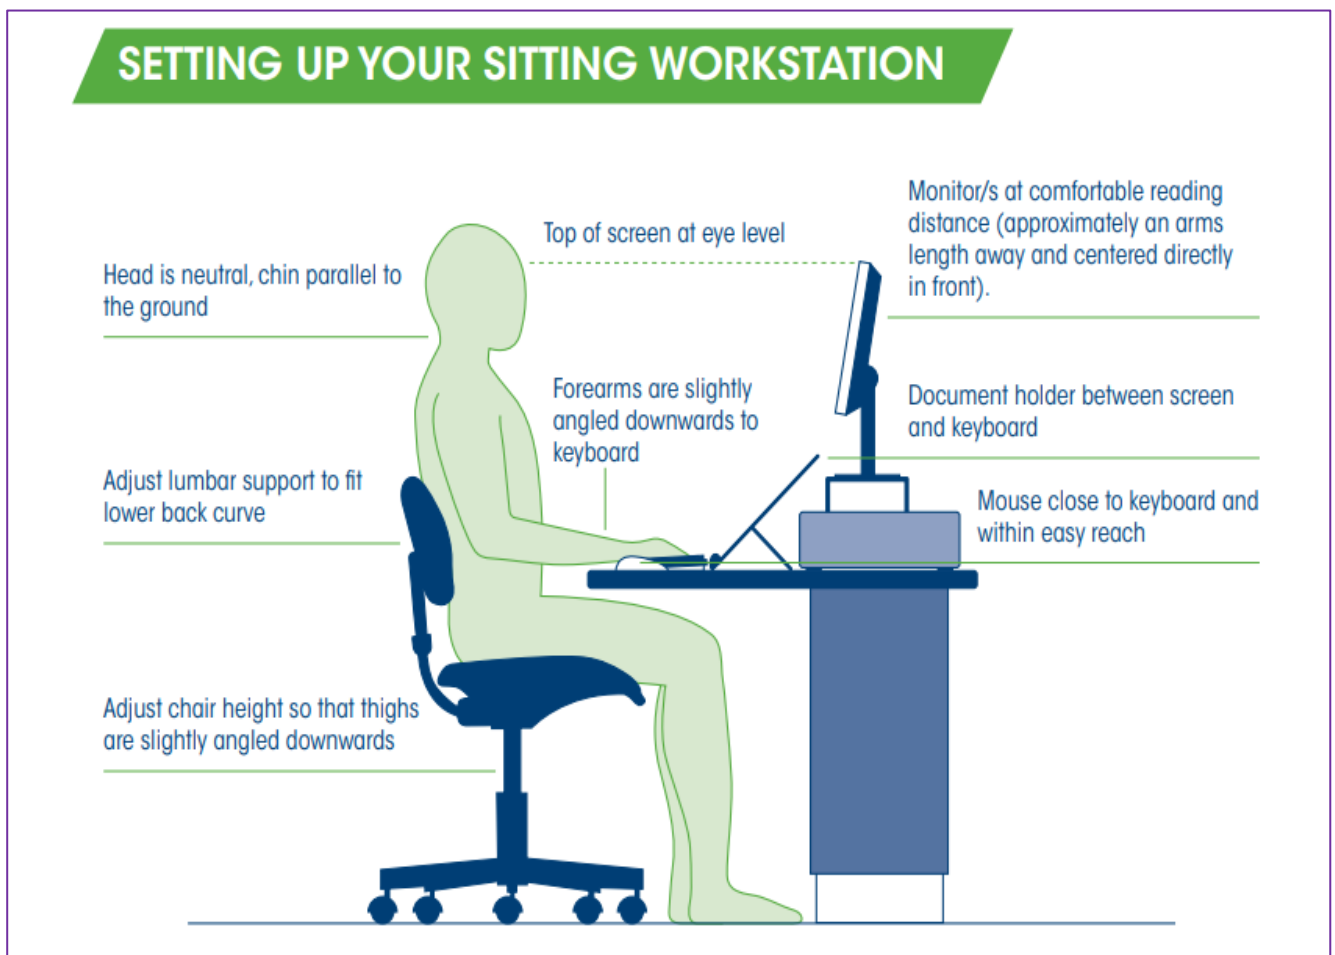 SETTING UP YOUR SITTING WORKSTATION
Top of screen at eye level
Monitor/s at comfortable reading
distance (approximately an arms
length away and centered directly
in front).
Head is neutral, chin parallel to
the ground
Forearms are slightly
angled downwards to
keyboard
Document holder between screen
and keyboard
Adjust lumbar support to fit
lower back curve
Mouse close to keyboard and
within easy reach
Adjust chair height so that thighs
are slightly angled downwards